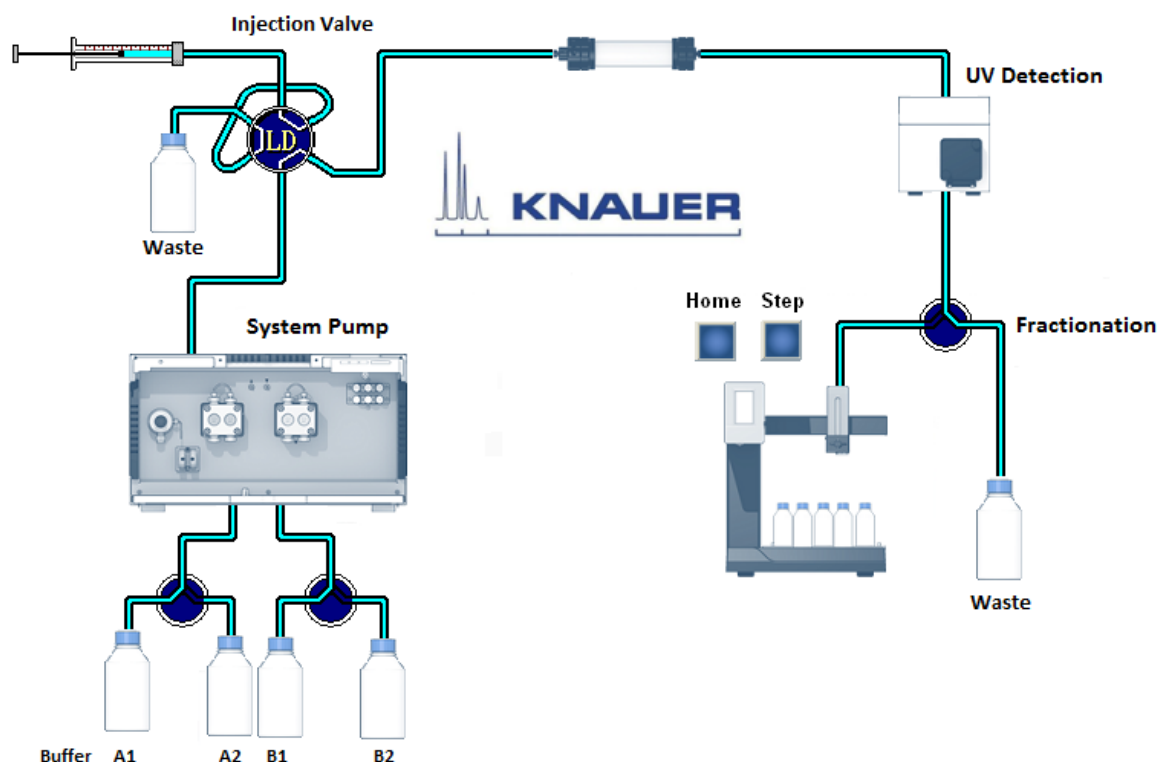 Injection Valve
UV Detection
LD
KNAUER
Waste
Home Step
System Pump
Fractionation
Waste
Buffer A1 A2 B1 B2